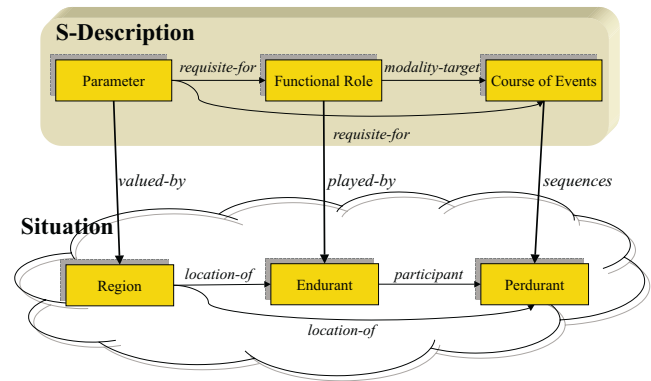 S-Description
requisite-for
modality-target
Parameter
Functional Role
Course of Events
requisite-for
valued-by
played-by
sequences
Situation
location-of
participant
Region
Endurant
Perdurant
location-of